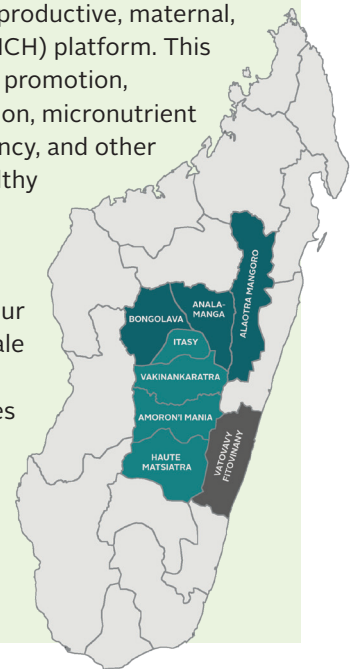 productive, maternal,
ICH) platform. This
promotion,
ion, micronutrient
ncy, and other
lthy
ur
ale
es
ALAOTRA MANGORO
ANALA-
MANGA
BONGOLAVA
ITASY
VAKINANKARATRA
AMORON'I MANIA
HAUTE
MATSIATRA
VATOVAVY
FITOVINANY